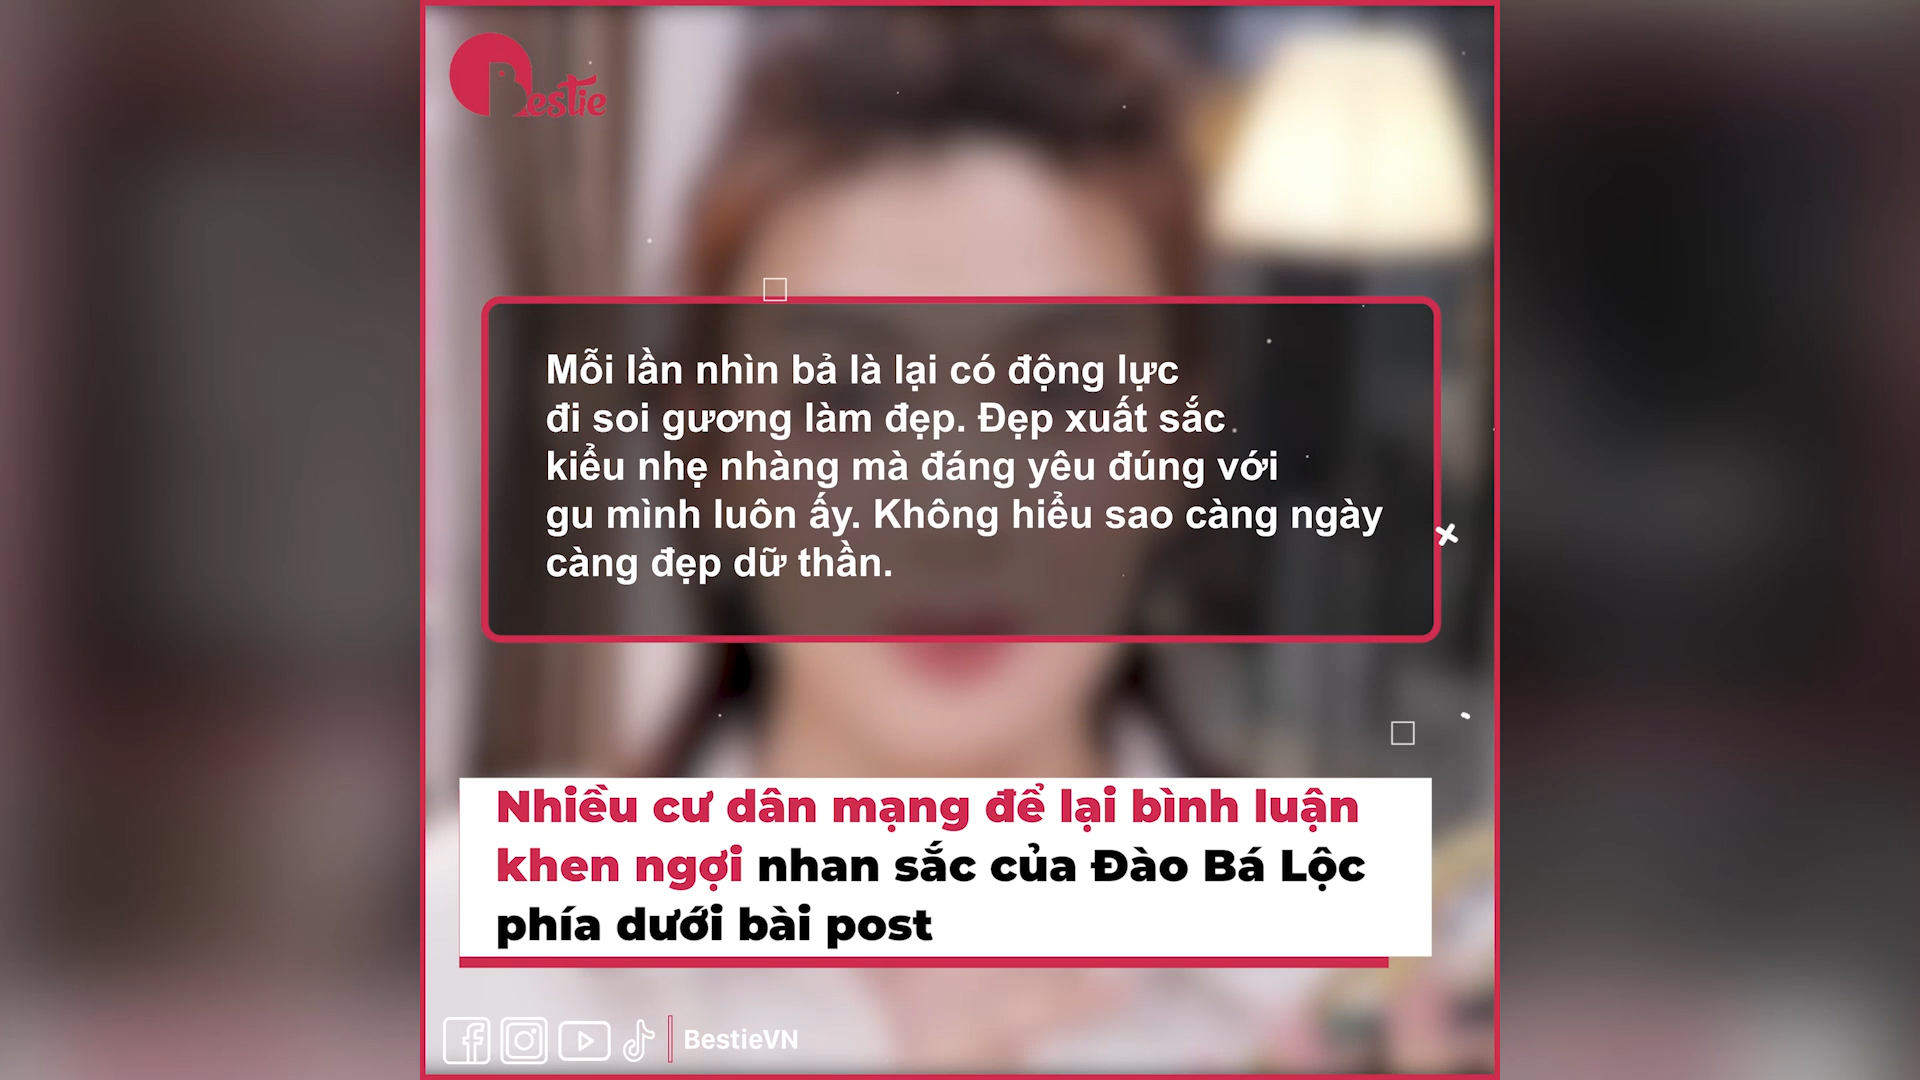 Bestie
Mỗi lần nhìn bả là lại có động lực
đi soi gương làm đẹp. Đẹp xuất sắc
kiểu nhẹ nhàng mà đáng yêu đúng với
gu mình luôn ấy. Không hiểu sao càng ngày
càng đẹp dữ thần.
Nhiều cư dân mạng để lại bình luận
khen ngợi nhan sắc của Đào Bá Lộc
phía dưới bài post
BestieVN